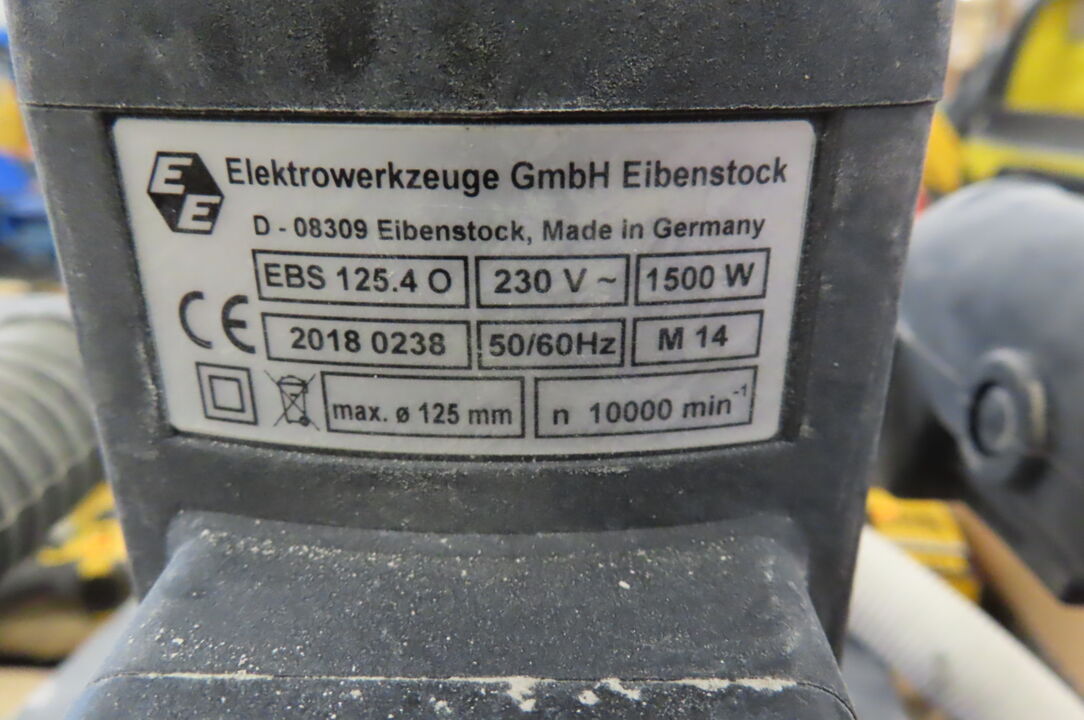 E E Elektrowerkzeuge GmbH Eibenstock
D - 08309 Eibenstock, Made in Germany
EBS 125.4 O 230 V ~ 1500 W
CE 2018 0238 50/60Hz M 14
max. ø 125 mm n 10000 min⁻¹